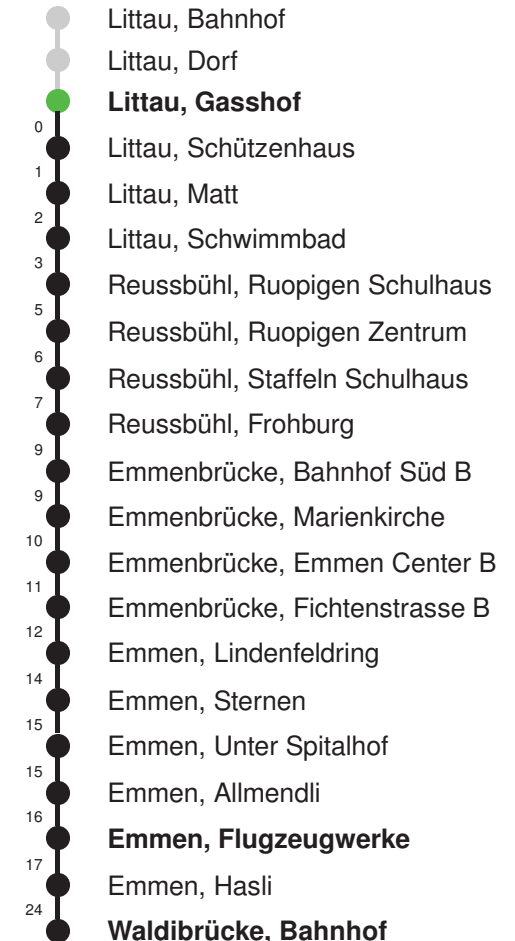 Littau, Bahnhof
Littau, Dorf
Littau, Gasshof
0
Littau, Schützenhaus
1
Littau, Matt
2
Littau, Schwimmbad
3
Reussbühl, Ruopigen Schulhaus
5
Reussbühl, Ruopigen Zentrum
6
Reussbühl, Staffeln Schulhaus
7
Reussbühl, Frohburg
9
Emmenbrücke, Bahnhof Süd B
9
Emmenbrücke, Marienkirche
10
Emmenbrücke, Emmen Center B
11
Emmenbrücke, Fichtenstrasse B
12
Emmen, Lindenfeldring
14
Emmen, Sternen
15
Emmen, Unter Spitalhof
15
Emmen, Allmendli
16
Emmen, Flugzeugwerke
17
Emmen, Hasli
24
Waldibrücke, Bahnhof